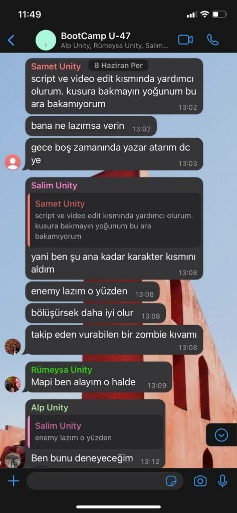 11:49
BootCamp U-47
Alp Unity, Rümeysa Unity, Salim...
8 Haziran Per
Samet Unity
script ve video edit kısmında yardımcı
olurum. kusura bakmayın yoğunum bu
ara bakamıyorum
13:02
bana ne lazımsa verin
13:02
gece boş zamanında yazar atarım dc
ye
13:03
Salim Unity
Samet Unity
script ve video edit kısmında yardımcı olurum.
kusura bakmayın yoğunum bu ara
bakamıyorum
yani ben şu ana kadar karakter kısmını
aldım
13:08
enemy lazım o yüzden
13:08
bölüşürsek daha iyi olur
13:08
takip eden vurabilen bir zombie kıvamı
13:08
Rümeysa Unity
Mapi ben alayım o halde
13:09
Alp Unity
Salim Unity
enemy lazım o yüzden
Ben bunu deneyeceğim
13:12